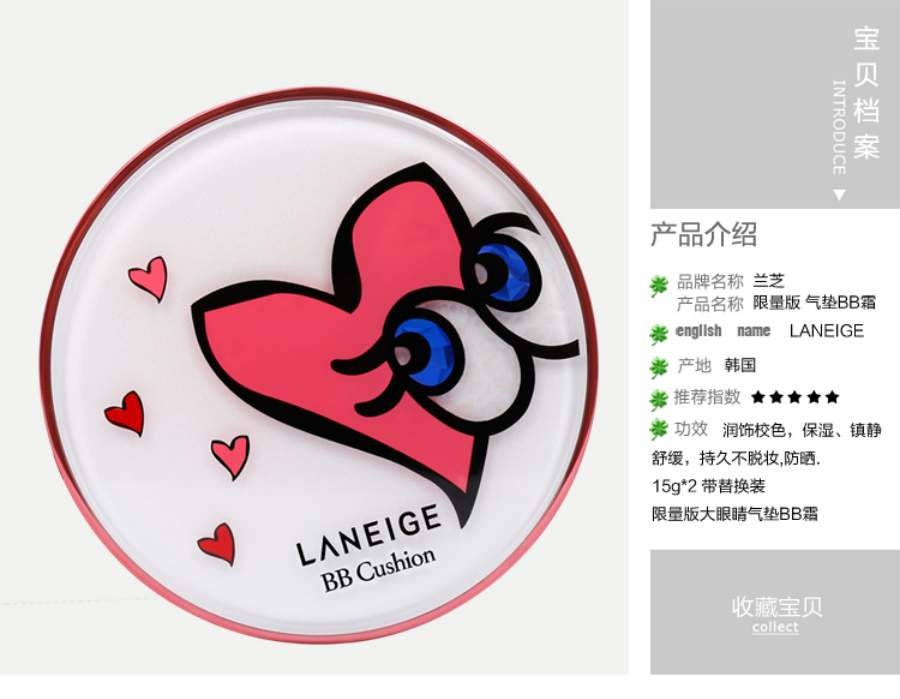 LANEIGE
BB Cushion
宝贝档案
INTRODUCE
产品介绍
品牌名称 兰芝
产品名称 限量版 气垫BB霜
english name LANEIGE
产地 韩国
推荐指数 ★★★★★
功效 润饰校色，保湿、镇静
舒缓，持久不脱妆,防晒.
15g*2 带替换装
限量版大眼睛气垫BB霜
收藏宝贝
collect